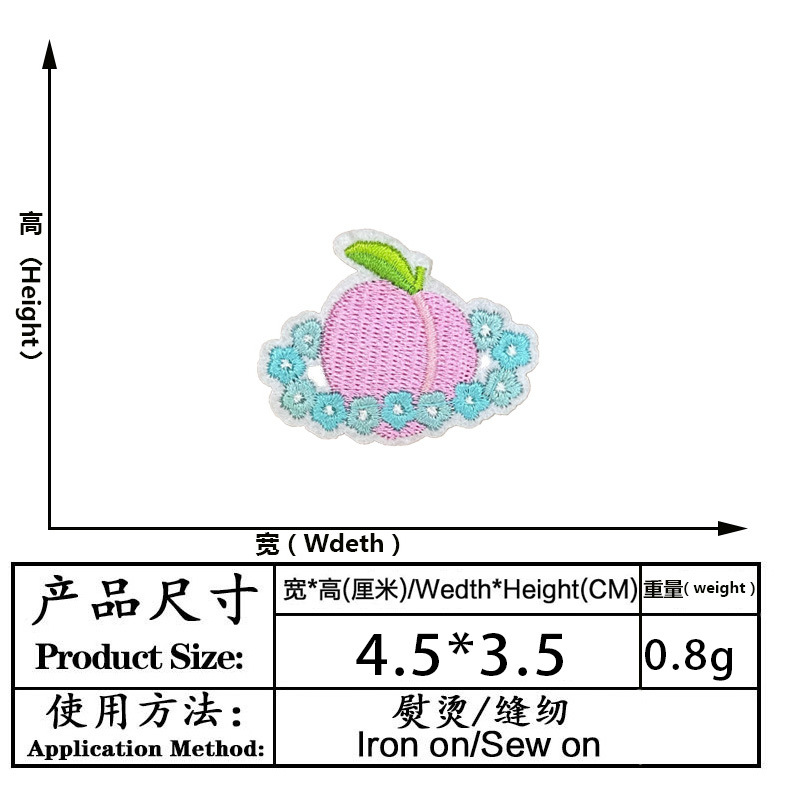 高 (Height)
宽 ( Wdeth )
产品尺寸
Product Size:
宽*高(厘米)/Wedth*Height(CM)
重量( weight )
4.5*3.5
0.8g
使用方法:
Application Method:
熨烫/缝纫
Iron on/Sew on